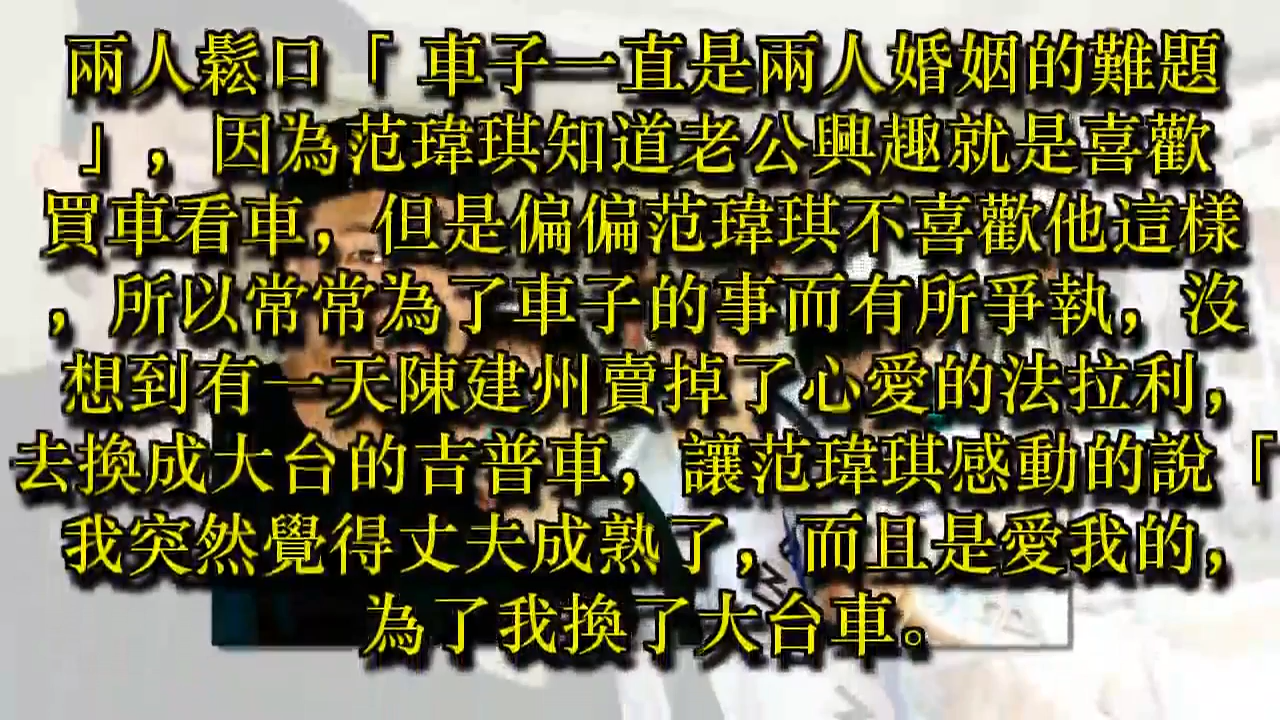 兩人鬆口「 車子一直是兩人婚姻的難題
」，因為范瑋琪知道老公興趣就是喜歡
買車看車，但是偏偏范瑋琪不喜歡他這樣
，所以常常為了車子的事而有所爭執，沒
想到有一天陳建州賣掉了心愛的法拉利，
去換成大台的吉普車，讓范瑋琪感動的說「
我突然覺得丈夫成熟了，而且是愛我的，
為了我換了大台車。